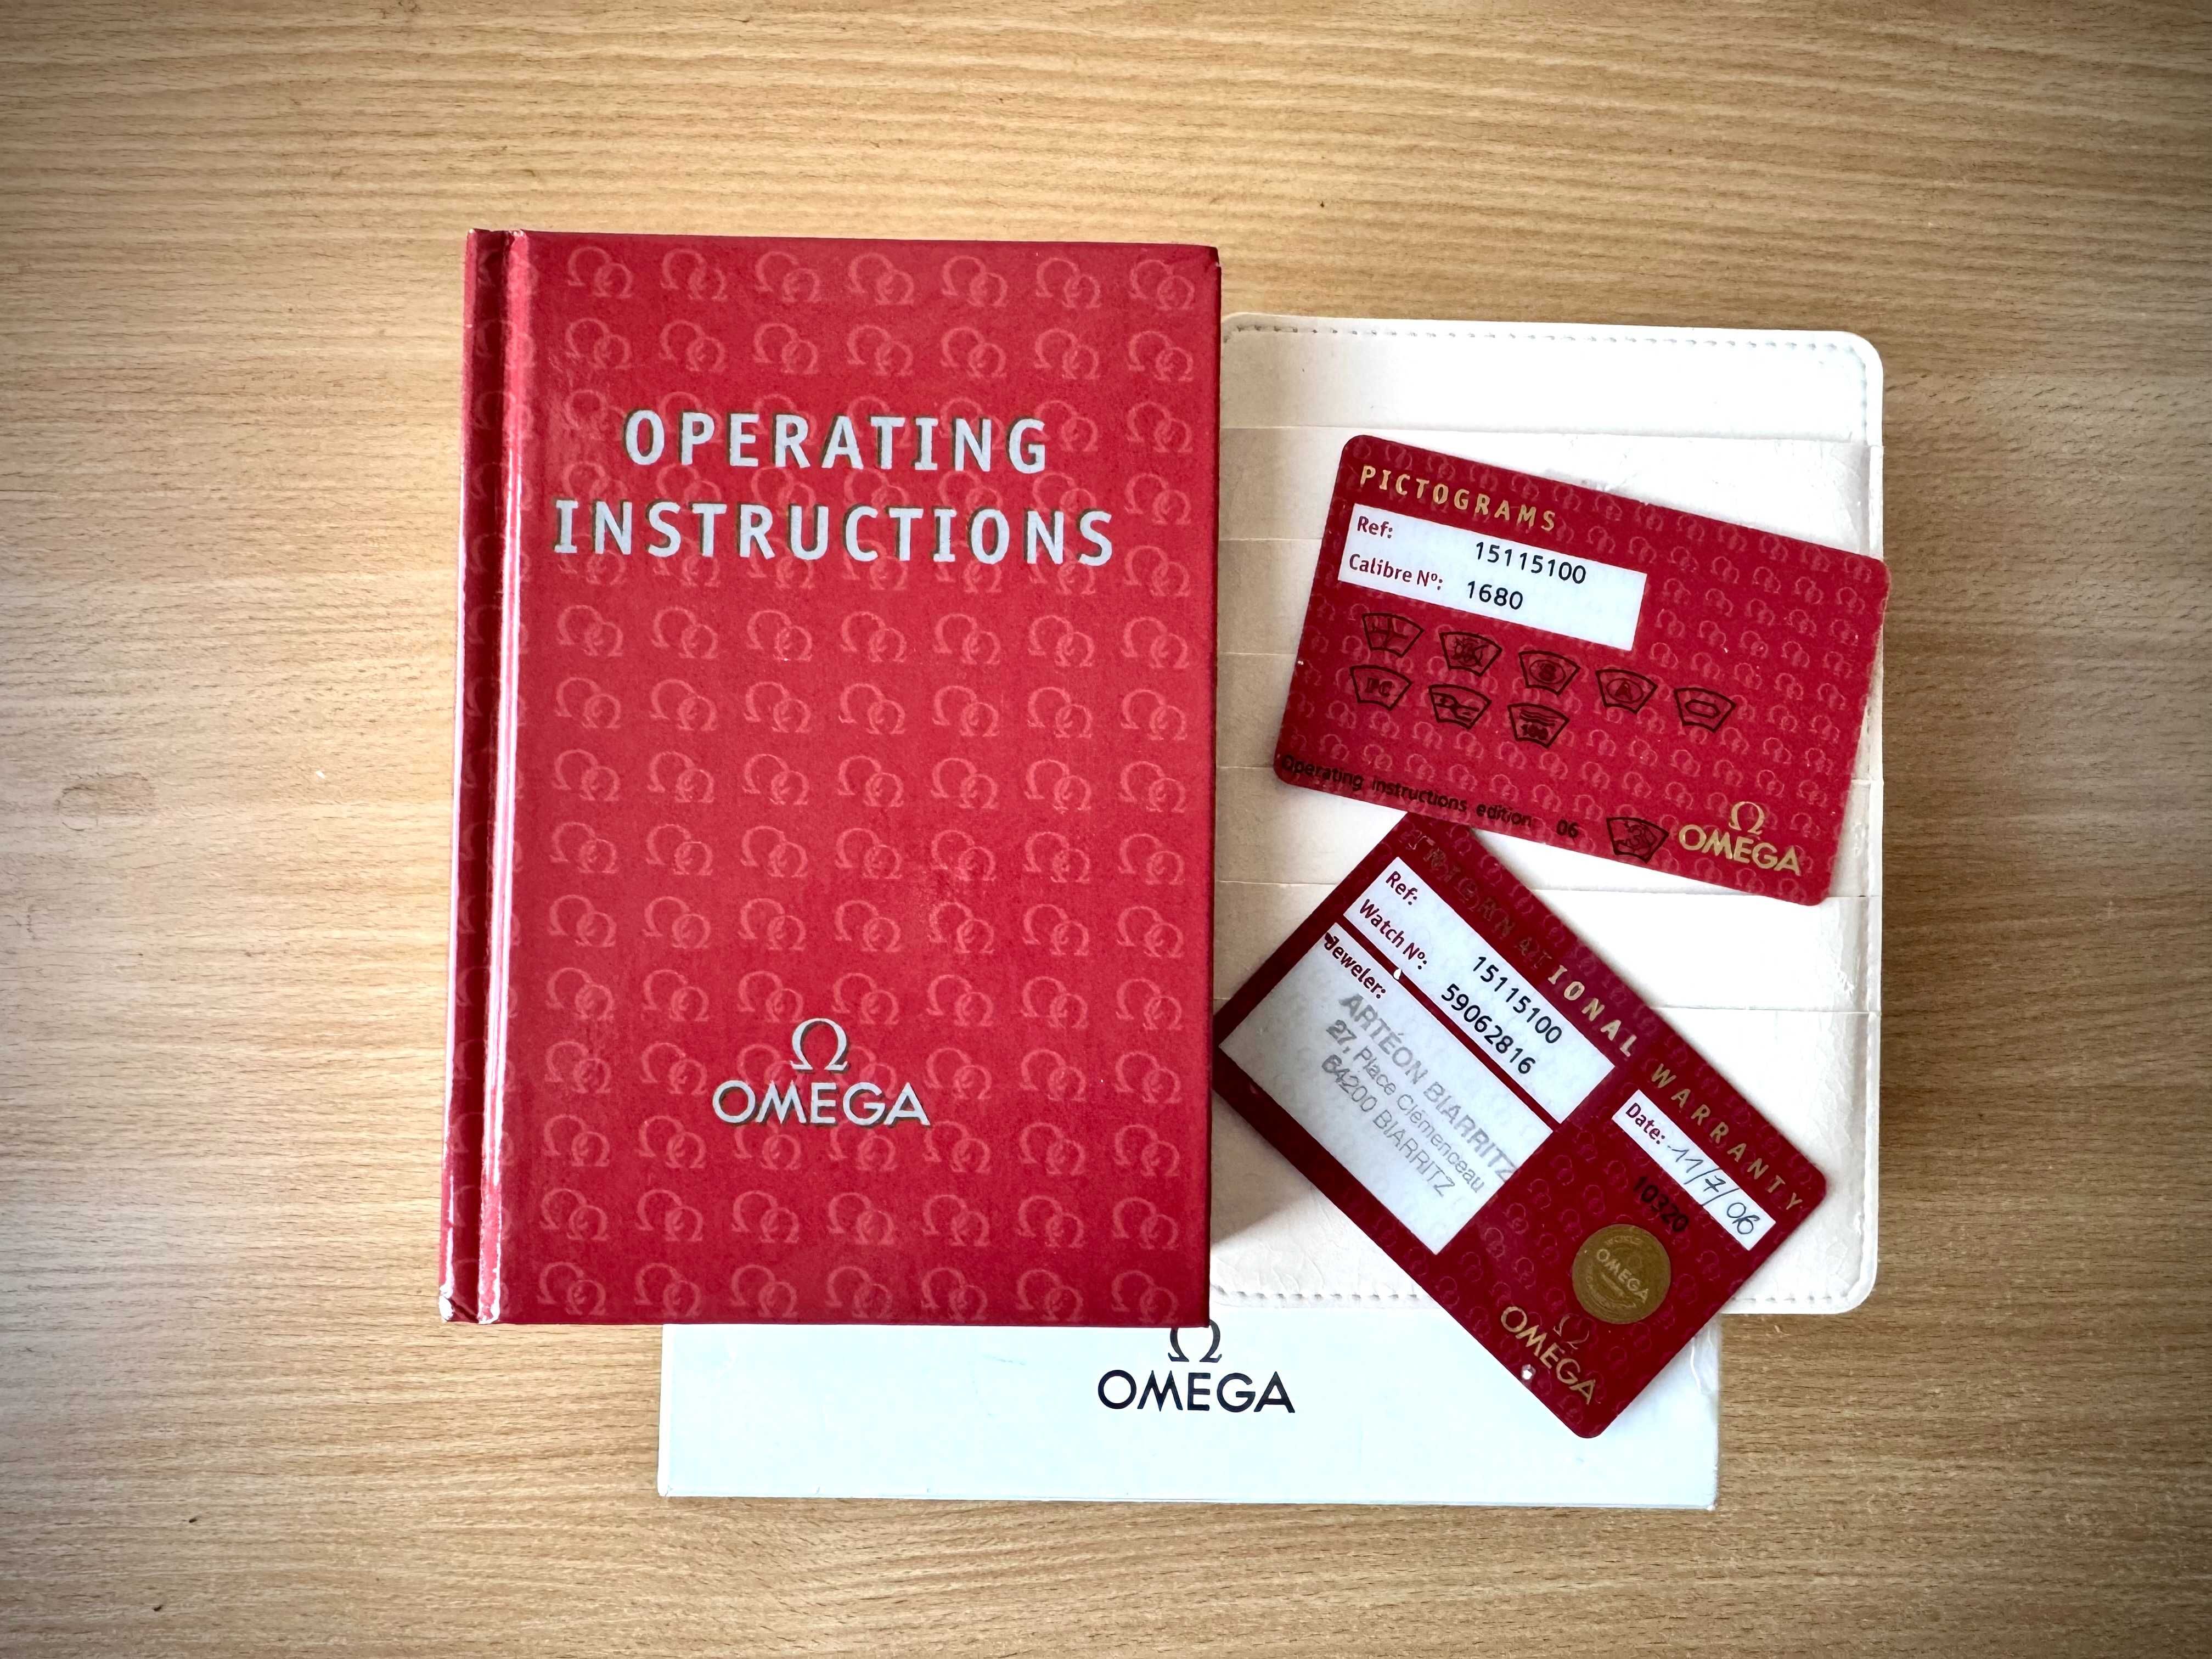 OPERATING
INSTRUCTIONS
Ω
OMEGA
PICTOGRAMS
Ref: 15115100
Calibre Nº: 1680
S
A
PC
100
Operating instructions edition: 06
Ω
OMEGA
INTERNATIONAL WARRANTY
Ref: 15115100
Watch Nº: 59062816
Jeweler:
ARTÉON BIARRITZ
27, Place Clémenceau
64200 BIARRITZ
Date: 11/7/06
10320
OMEGA
Ω
OMEGA
Ω
OMEGA